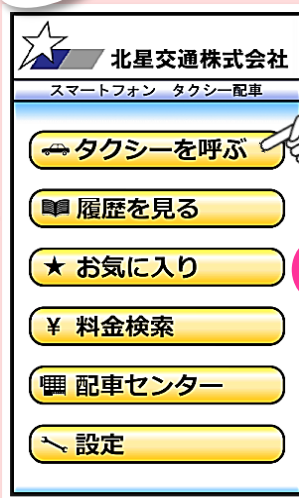 北星交通株式会社
スマートフォン タクシー配車
タクシーを呼ぶ
履歴を見る
★ お気に入り
¥ 料金検索
配車センター
設定